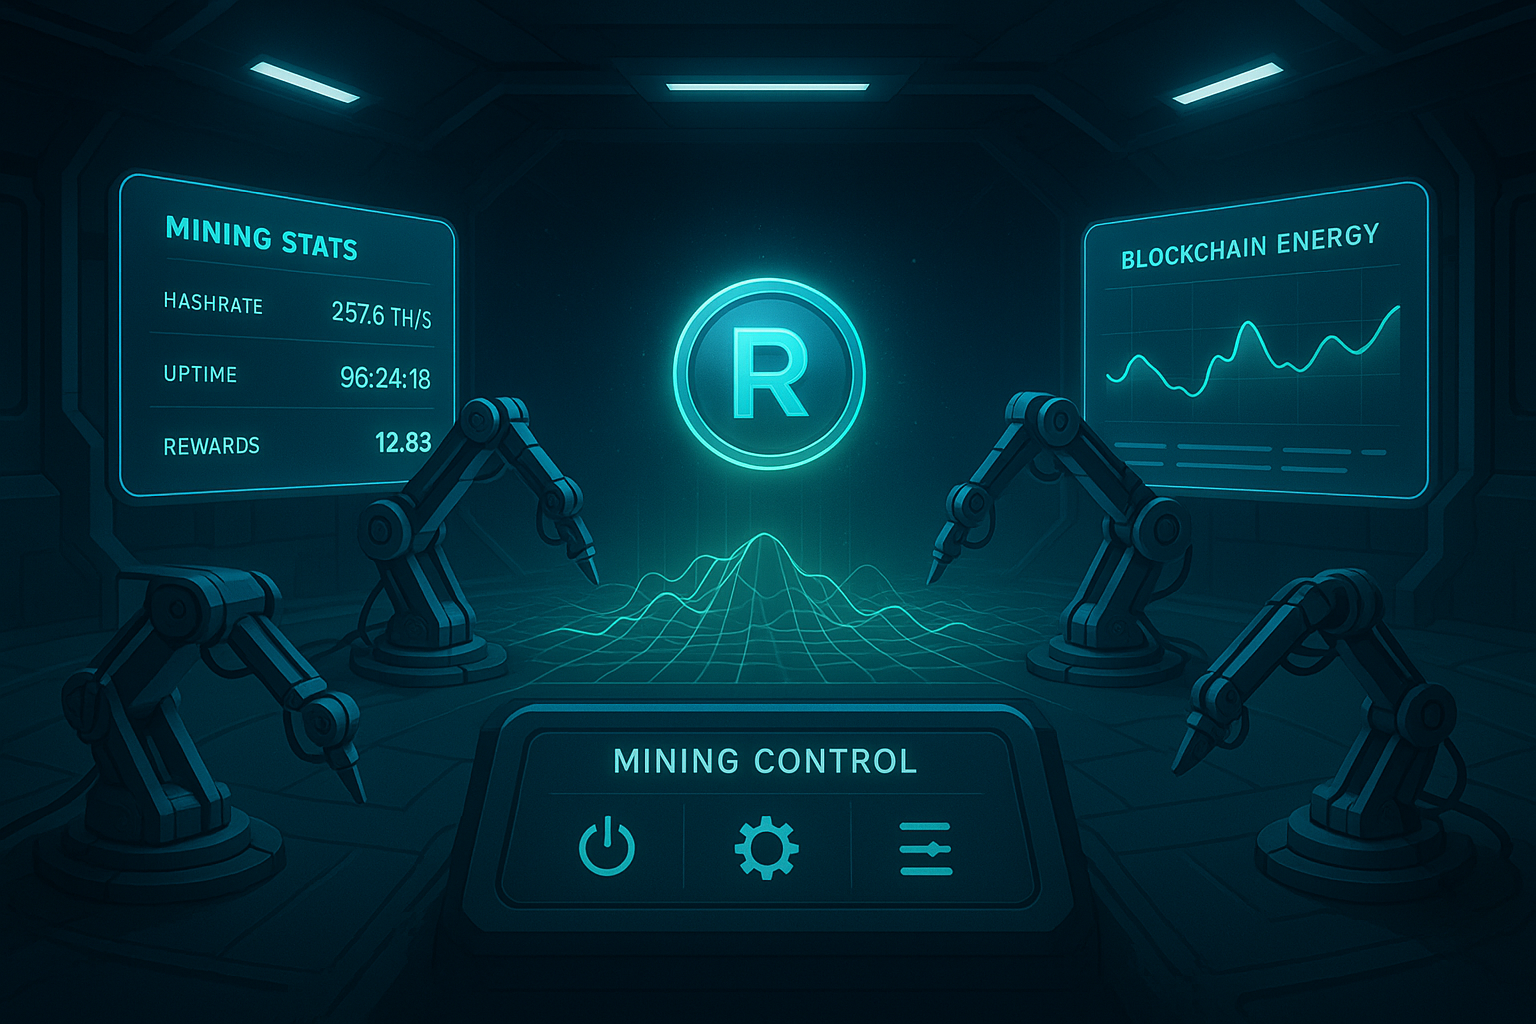 MINING STATS
HASHRATE 257.6 TH/S
UPTIME 96:24:18
REWARDS 12.83
R
BLOCKCHAIN ENERGY
MINING CONTROL